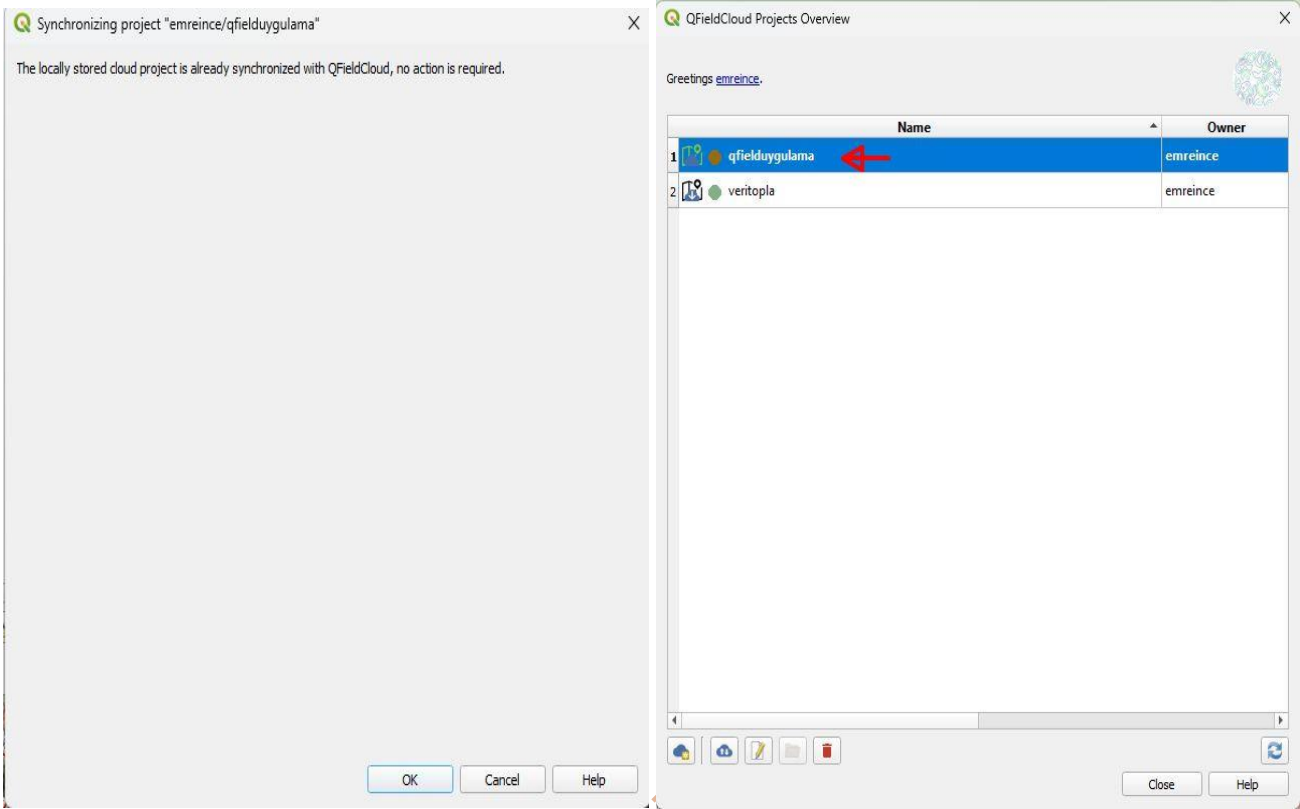 Synchronizing project "emreince/qfielduygulama"
The locally stored cloud project is already synchronized with QFieldCloud, no action is required.
OK Cancel Help
QFieldCloud Projects Overview
Greetings emreince.
Name Owner
1 qfielduygulama emreince
2 veritopla emreince
Close Help